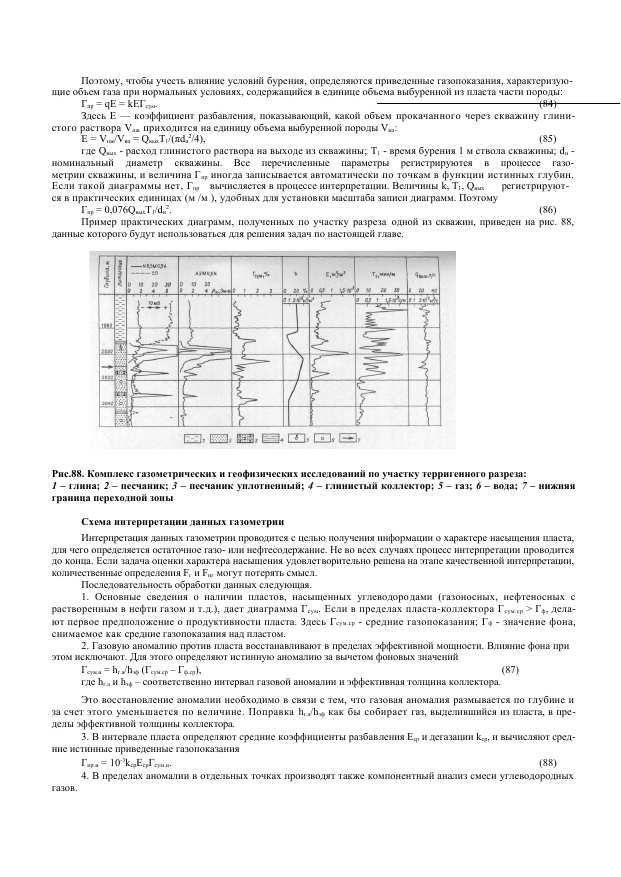 Поэтому, чтобы учесть влияние условий бурения, определяются приведенные газопоказания, характеризую-
щие объем газа при нормальных условиях, содержащийся в единице объема выбуренной из пласта части породы:
Гпр = qE = kEГсум. (84)
Здесь Е — коэффициент разбавления, показывающий, какой объем прокачанного через скважину глини-
стого раствора Vгж приходится на единицу объема выбуренной породы Vвп:
E = Vгж/Vвп = QвыхT1/(πdн²/4), (85)
где Qвых - расход глинистого раствора на выходе из скважины; T1 - время бурения 1 м ствола скважины; dн -
номинальный диаметр скважины. Все перечисленные параметры регистрируются в процессе газо-
метрии скважины, и величина Гпр иногда записывается автоматически по точкам в функции истинных глубин.
Если такой диаграммы нет, Гпр вычисляется в процессе интерпретации. Величины k, T1, Qвых регистрируют-
ся в практических единицах (м /м ), удобных для установки масштаба записи диаграмм. Поэтому
Гпр = 0,076QвыхT1/dн². (86)
Пример практических диаграмм, полученных по участку разреза одной из скважин, приведен на рис. 88,
данные которого будут использоваться для решения задач по настоящей главе.
Глубина, м
Гсум,% b E,м³/м³ T1,мин/м Qвых,л/с
Рис.88. Комплекс газометрических и геофизических исследований по участку терригенного разреза:
1 – глина; 2 – песчаник; 3 – песчаник уплотненный; 4 – глинистый коллектор; 5 – газ; 6 – вода; 7 – нижняя
граница переходной зоны
Схема интерпретации данных газометрии
Интерпретация данных газометрии проводится с целью получения информации о характере насыщения пласта,
для чего определяется остаточное газо- или нефтесодержание. Не во всех случаях процесс интерпретации проводится
до конца. Если задача оценки характера насыщения удовлетворительно решена на этапе качественной интерпретации,
количественные определения Fг и Fн, могут потерять смысл.
Последовательность обработки данных следующая.
1. Основные сведения о наличии пластов, насыщенных углеводородами (газоносных, нефтеносных с
растворенным в нефти газом и т.д.), дает диаграмма Гсум. Если в пределах пласта-коллектора Гсум.ср > Гф, дела-
ют первое предположение о продуктивности пласта. Здесь Гсум.ср - средние газопоказания; Гф - значение фона,
снимаемое как средние газопоказания над пластом.
2. Газовую аномалию против пласта восстанавливают в пределах эффективной мощности. Влияние фона при
этом исключают. Для этого определяют истинную аномалию за вычетом фоновых значений
Гсум.и = hг.а/hэф (Гсум.ср – Гф.ср), (87)
где hг.а и hэф – соответственно интервал газовой аномалии и эффективная толщина коллектора.
Это восстановление аномалии необходимо в связи с тем, что газовая аномалия размывается по глубине и
за счет этого уменьшается по величине. Поправка hг.а/hэф как бы собирает газ, выделившийся из пласта, в пре-
делы эффективной толщины коллектора.
3. В интервале пласта определяют средние коэффициенты разбавления Еср и дегазации kср, и вычисляют сред-
ние истинные приведенные газопоказания
Гпр.и = 10⁻³kсрEсрГсум.и. (88)
4. В пределах аномалии в отдельных точках производят также компонентный анализ смеси углеводородных
газов.